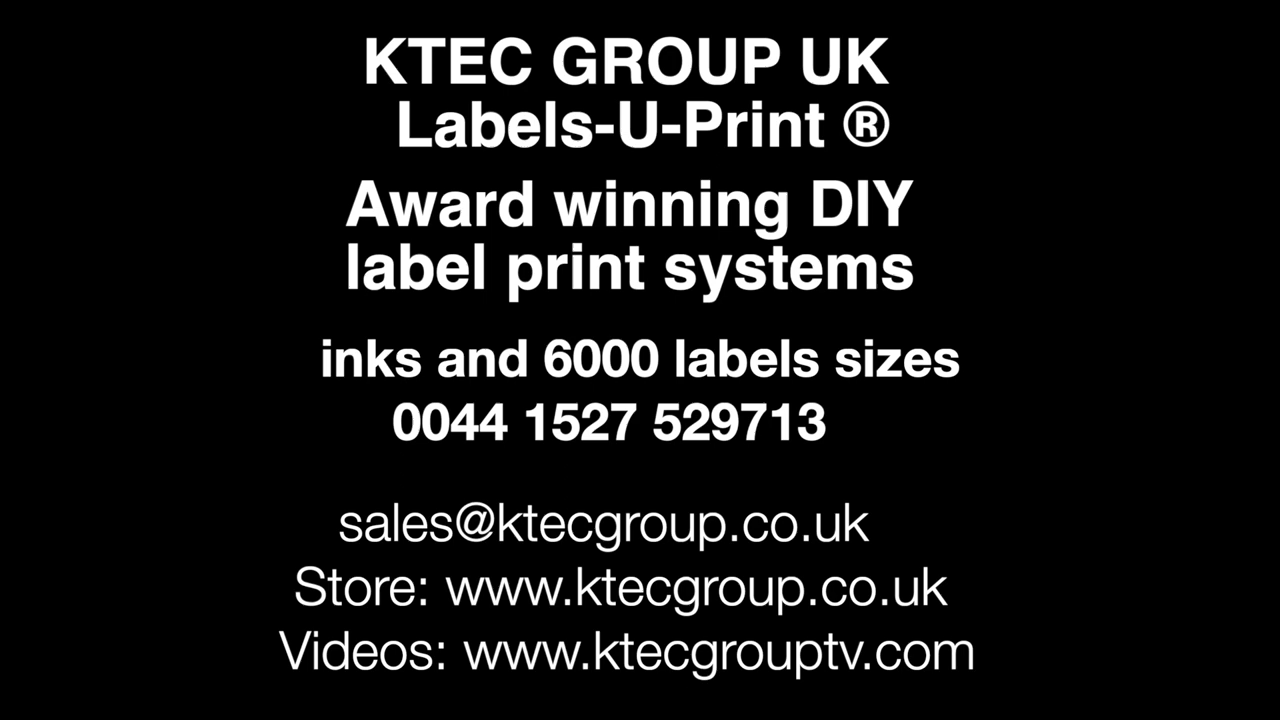 KTEC GROUP UK
Labels-U-Print ®
Award winning DIY
label print systems
inks and 6000 labels sizes
0044 1527 529713
sales@ktecgroup.co.uk
Store: www.ktecgroup.co.uk
Videos: www.ktecgrouptv.com